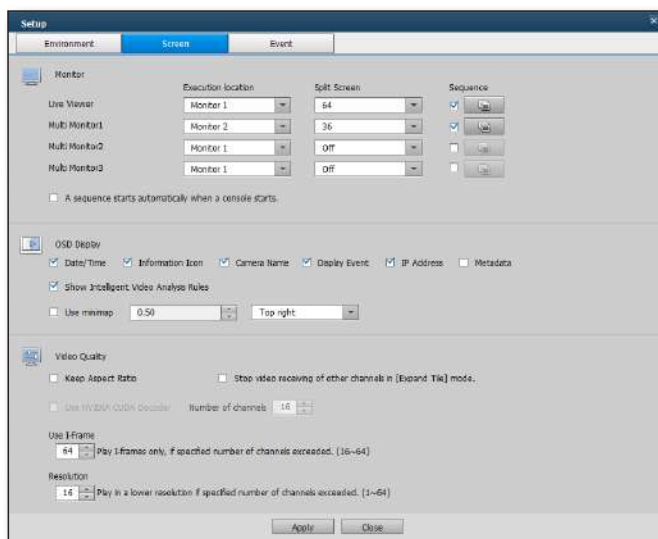 Setup
Environment Screen Event
Monitor
Execution location Split Screen Sequence
Live Viewer Monitor 1 64
Multi Monitor1 Monitor 2 36
Multi Monitor2 Monitor 1 Off
Multi Monitor3 Monitor 1 Off
A sequence starts automatically when a console starts.
OSD Display
Date/Time Information Icon Camera Name Display Event IP Address Metadata
Show Intelligent Video Analysis Rules
Use minimap 0.50 Top right
Video Quality
Keep Aspect Ratio Stop video receiving of other channels in [Expand Tile] mode.
Use NVIDIA CUDA Decoder Number of channels 16
Use I-frame
64 Play I-frames only, if specified number of channels exceeded. (16~64)
Resolution
16 Play in a lower resolution if specified number of channels exceeded. (1~64)
Apply Close